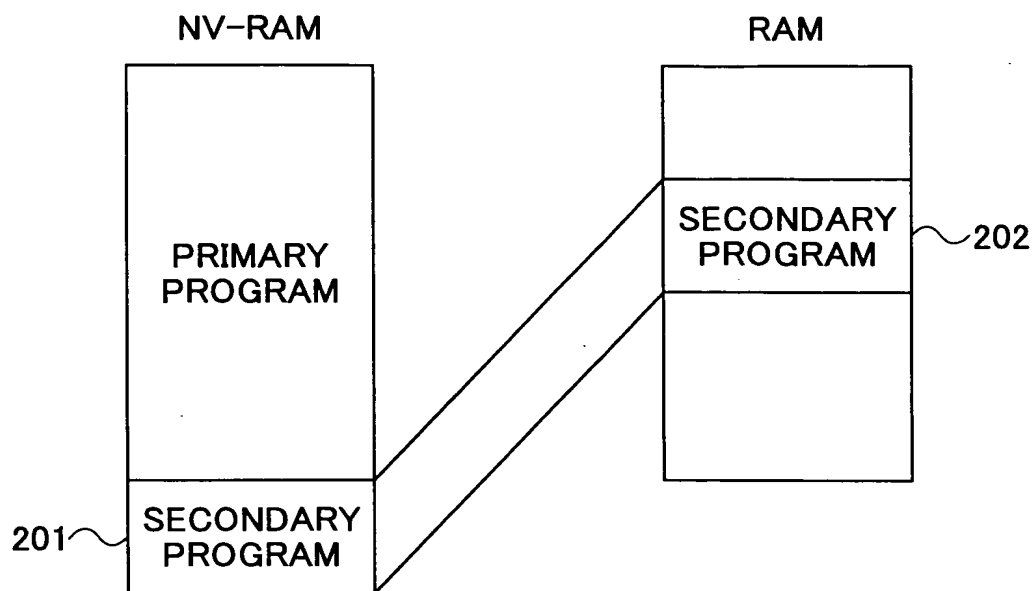 NV-RAM
PRIMARY
PROGRAM
201
SECONDARY
PROGRAM
RAM
SECONDARY
PROGRAM
202